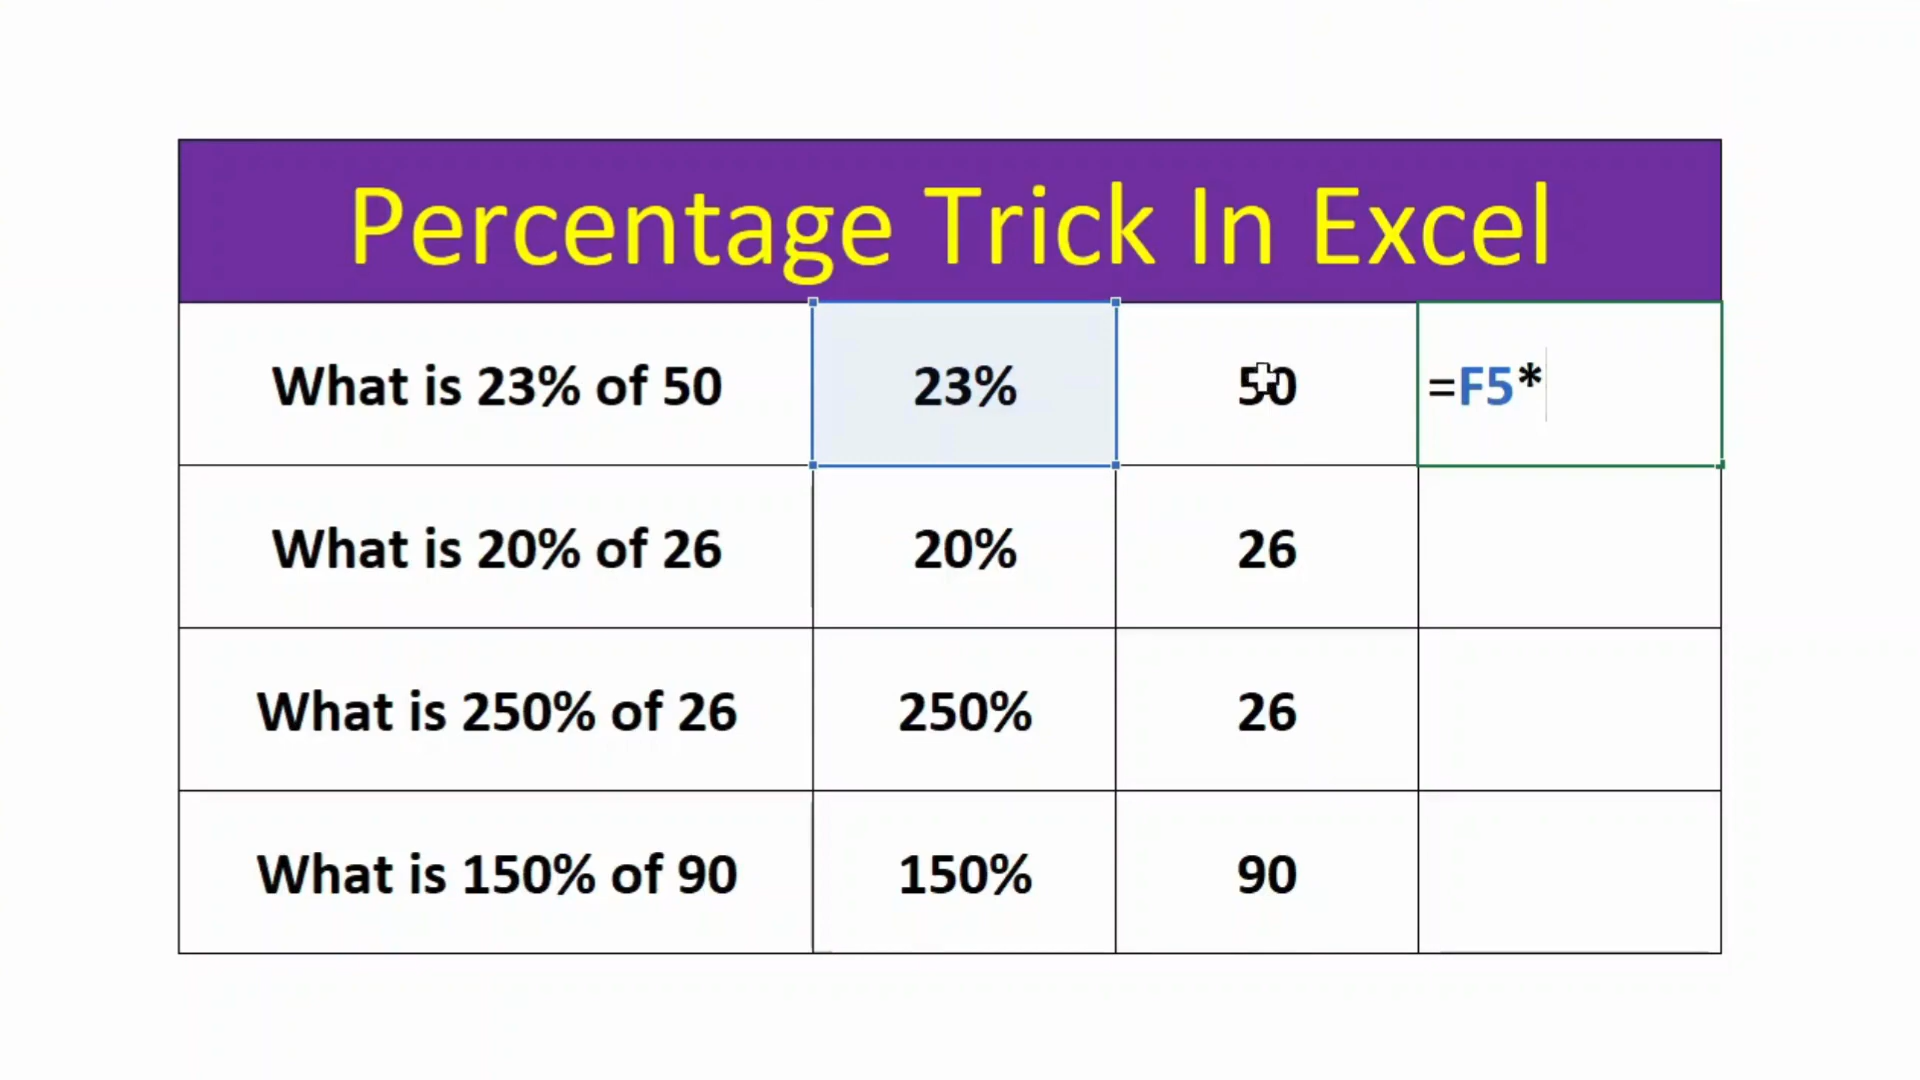 Percentage Trick In Excel
What is 23% of 50 23% 50 =F5*
What is 20% of 26 20% 26
What is 250% of 26 250% 26
What is 150% of 90 150% 90